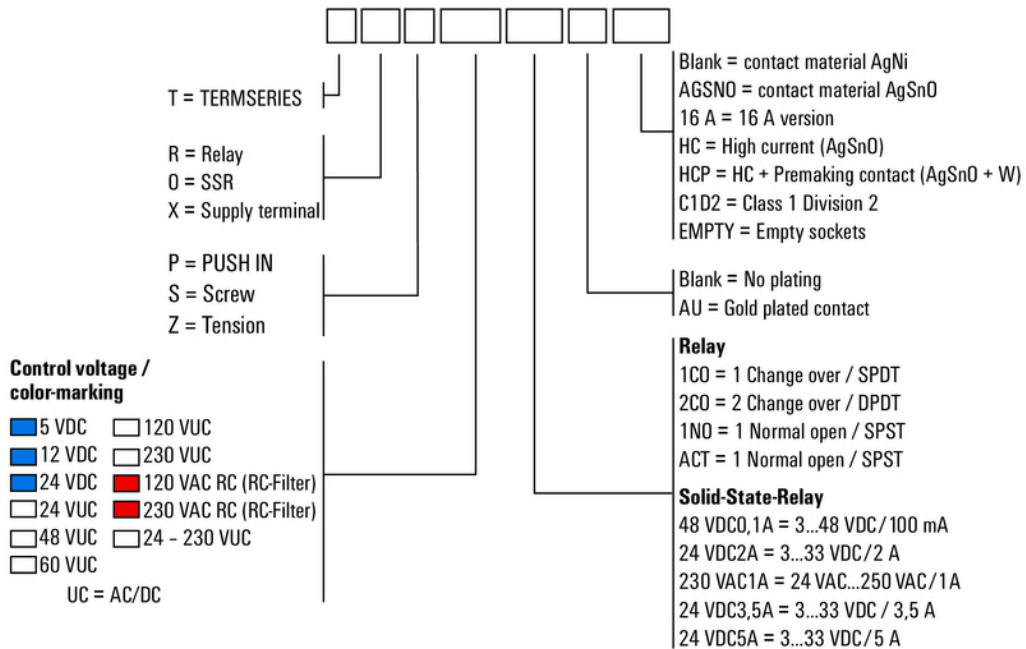 T = TERMSERIES
R = Relay
O = SSR
X = Supply terminal
P = PUSH IN
S = Screw
Z = Tension
Control voltage /
color-marking
5 VDC
12 VDC
24 VDC
24 VUC
48 VUC
60 VUC
120 VUC
230 VUC
120 VAC RC (RC-Filter)
230 VAC RC (RC-Filter)
24 – 230 VUC
UC = AC/DC
Blank = contact material AgNi
AGSNO = contact material AgSnO
16 A = 16 A version
HC = High current (AgSnO)
HCP = HC + Premaking contact (AgSnO + W)
C1D2 = Class 1 Division 2
EMPTY = Empty sockets
Blank = No plating
AU = Gold plated contact
Relay
1CO = 1 Change over / SPDT
2CO = 2 Change over / DPDT
1NO = 1 Normal open / SPST
ACT = 1 Normal open / SPST
Solid-State-Relay
48 VDC0,1A = 3...48 VDC/100 mA
24 VDC2A = 3...33 VDC/2 A
230 VAC1A = 24 VAC...250 VAC/1A
24 VDC3,5A = 3...33 VDC / 3,5 A
24 VDC5A = 3...33 VDC/5 A